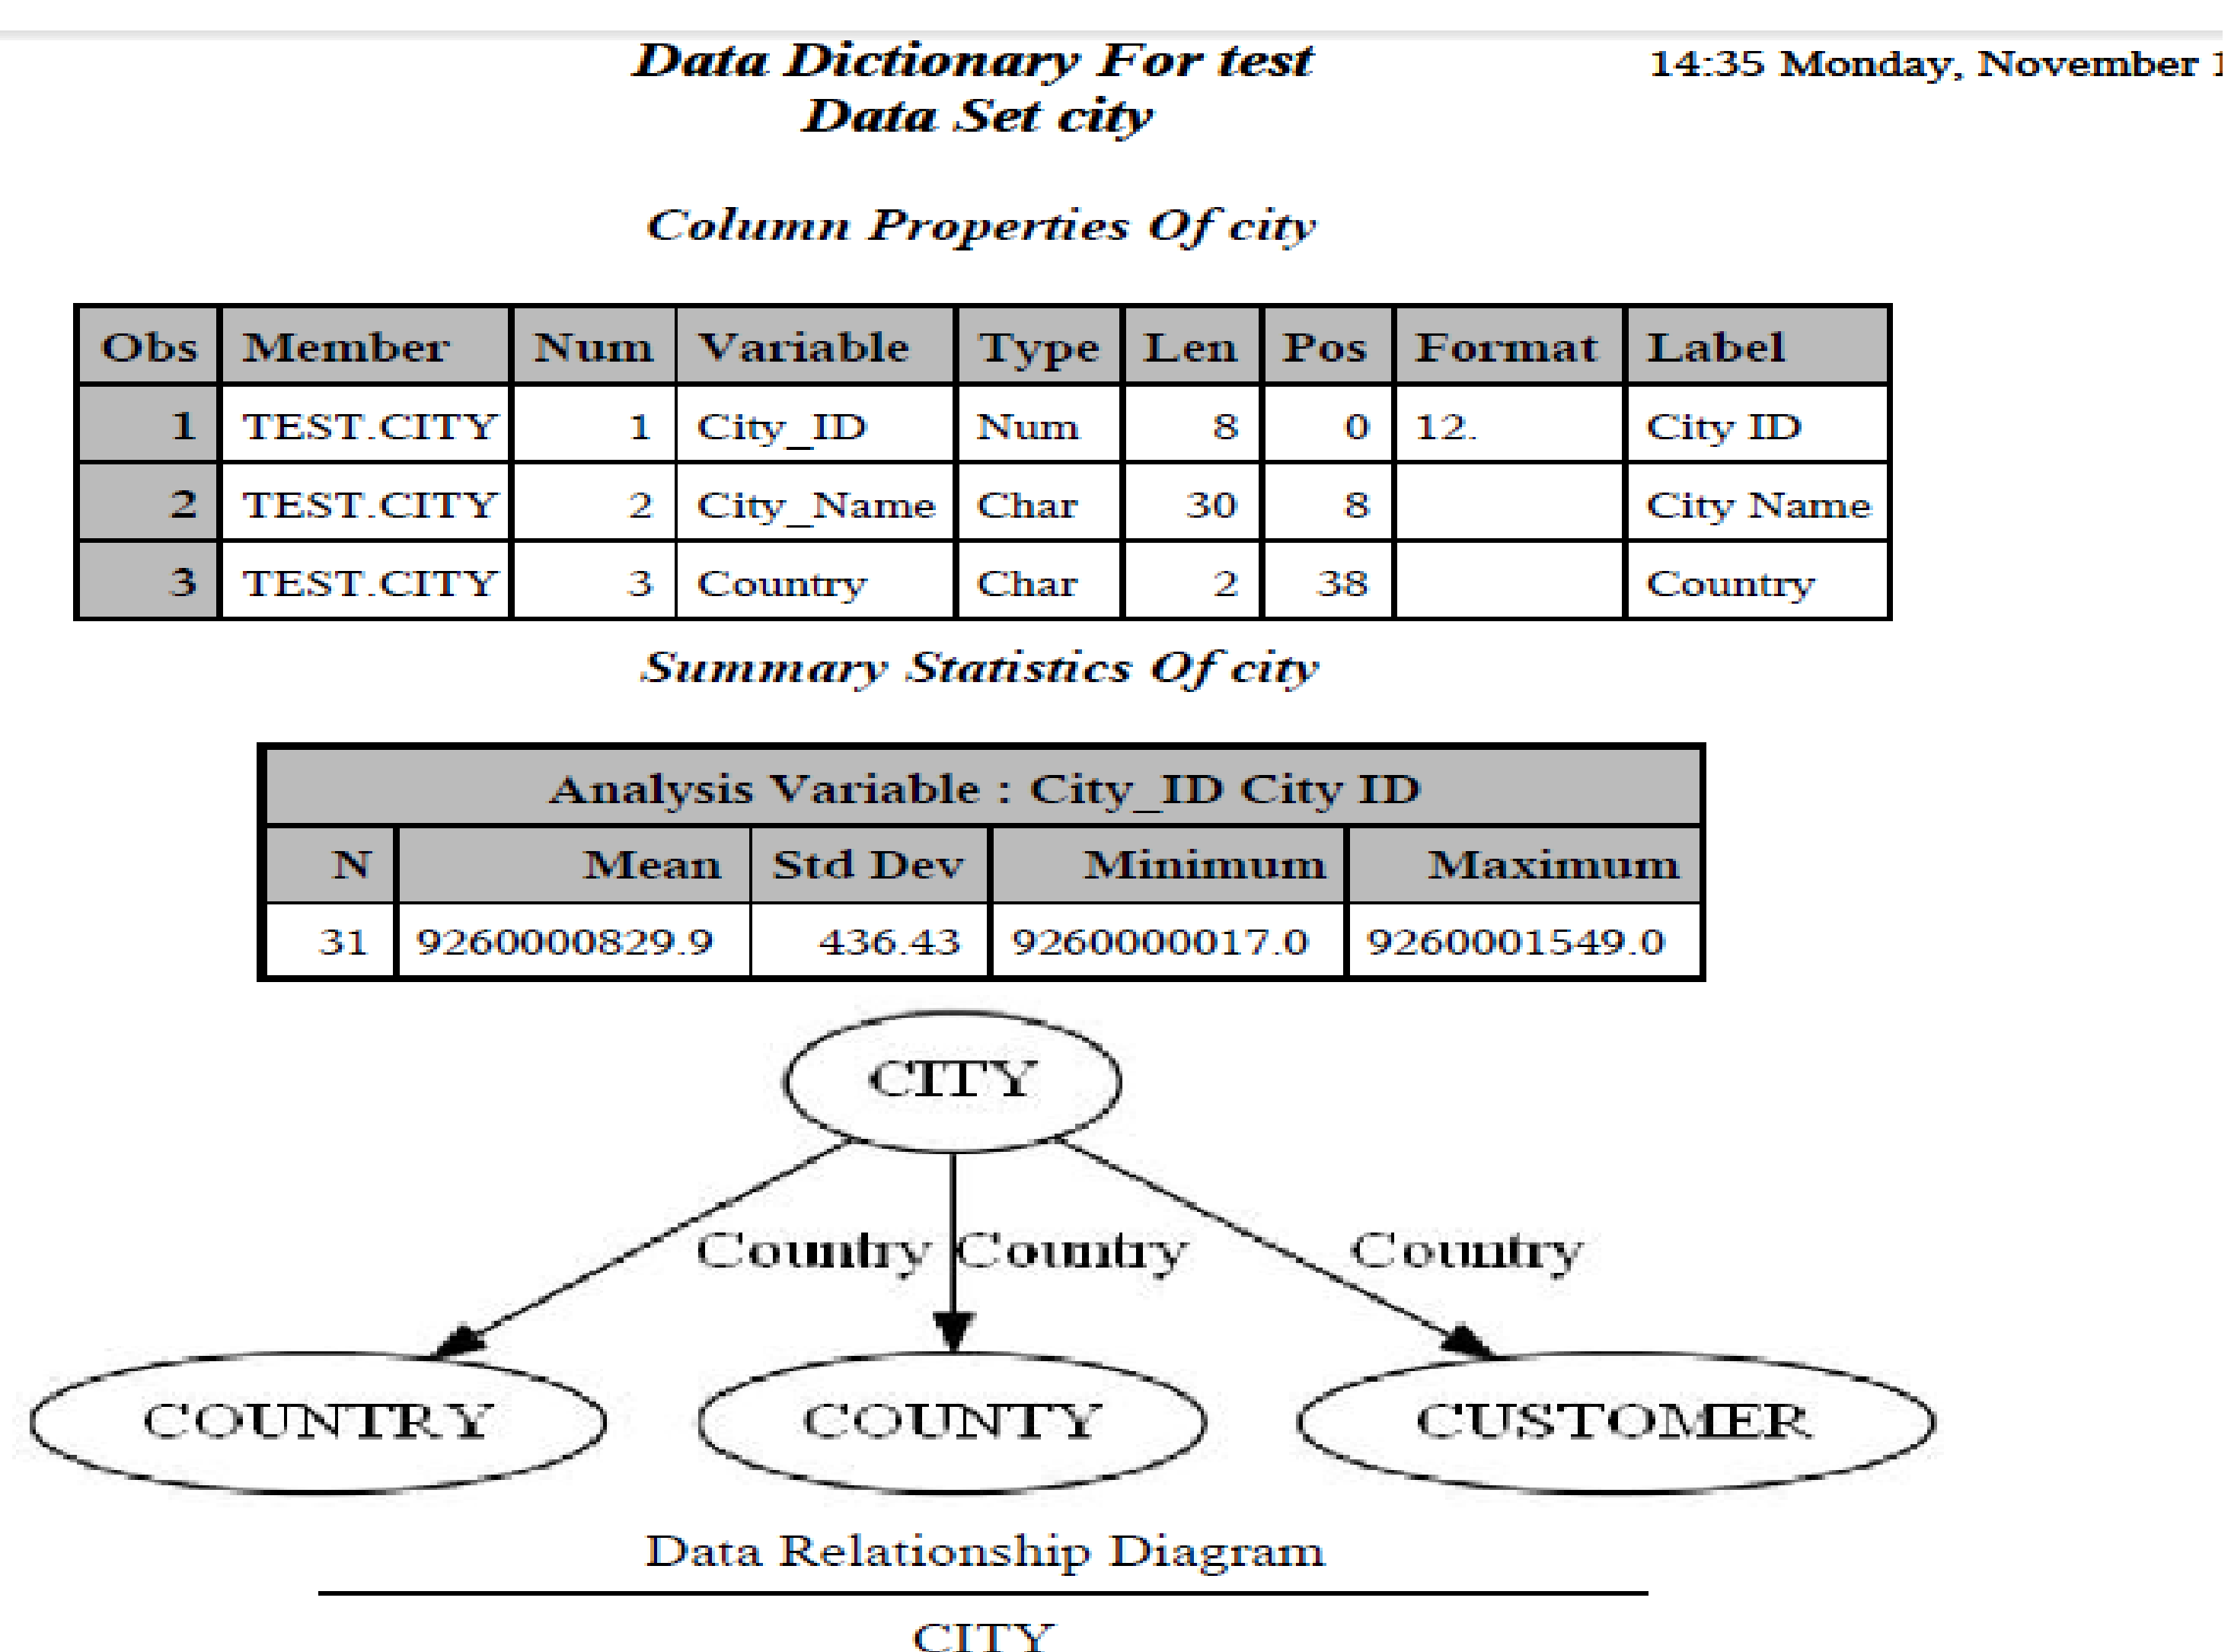 Data Dictionary For test
14:35 Monday, November 1
Data Set city
Column Properties Of city
Obs Member Num Variable Type Len Pos Format Label
1 TEST.CITY 1 City_ID Num 8 0 12. City ID
2 TEST.CITY 2 City_Name Char 30 8 City Name
3 TEST.CITY 3 Country Char 2 38 Country
Summary Statistics Of city
Analysis Variable : City_ID City ID
N Mean Std Dev Minimum Maximum
31 9260000829.9 436.43 9260000017.0 9260001549.0
CITY
Country Country Country
COUNTRY COUNTY CUSTOMER
Data Relationship Diagram
CITY